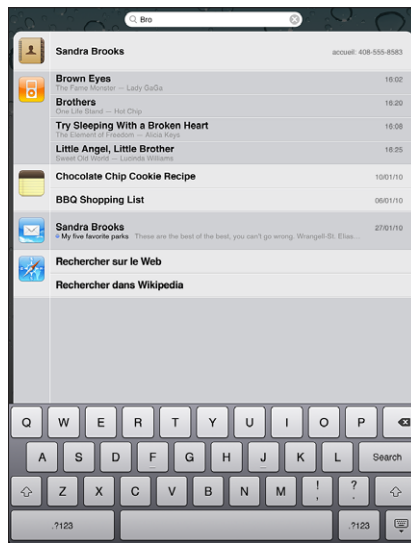 Bro
Sandra Brooks accueil: 408-555-8583
Brown Eyes 16:02
The Fame Monster — Lady GaGa
Brothers 16:20
One Life Stand — Hot Chip
Try Sleeping With a Broken Heart 16:08
The Element of Freedom — Alicia Keys
Little Angel, Little Brother 16:25
Sweet Old World — Lucinda Williams
Chocolate Chip Cookie Recipe 10/01/10
BBQ Shopping List 06/01/10
Sandra Brooks 27/01/10
My five favorite parks These are the best of the best, you can't go wrong. Wrangell-St. Elias...
Rechercher sur le Web
Rechercher dans Wikipedia
Q W E R T Y U I O P
A S D F G H J K L Search
Z X C V B N M ! , ? .
.?123 .?123